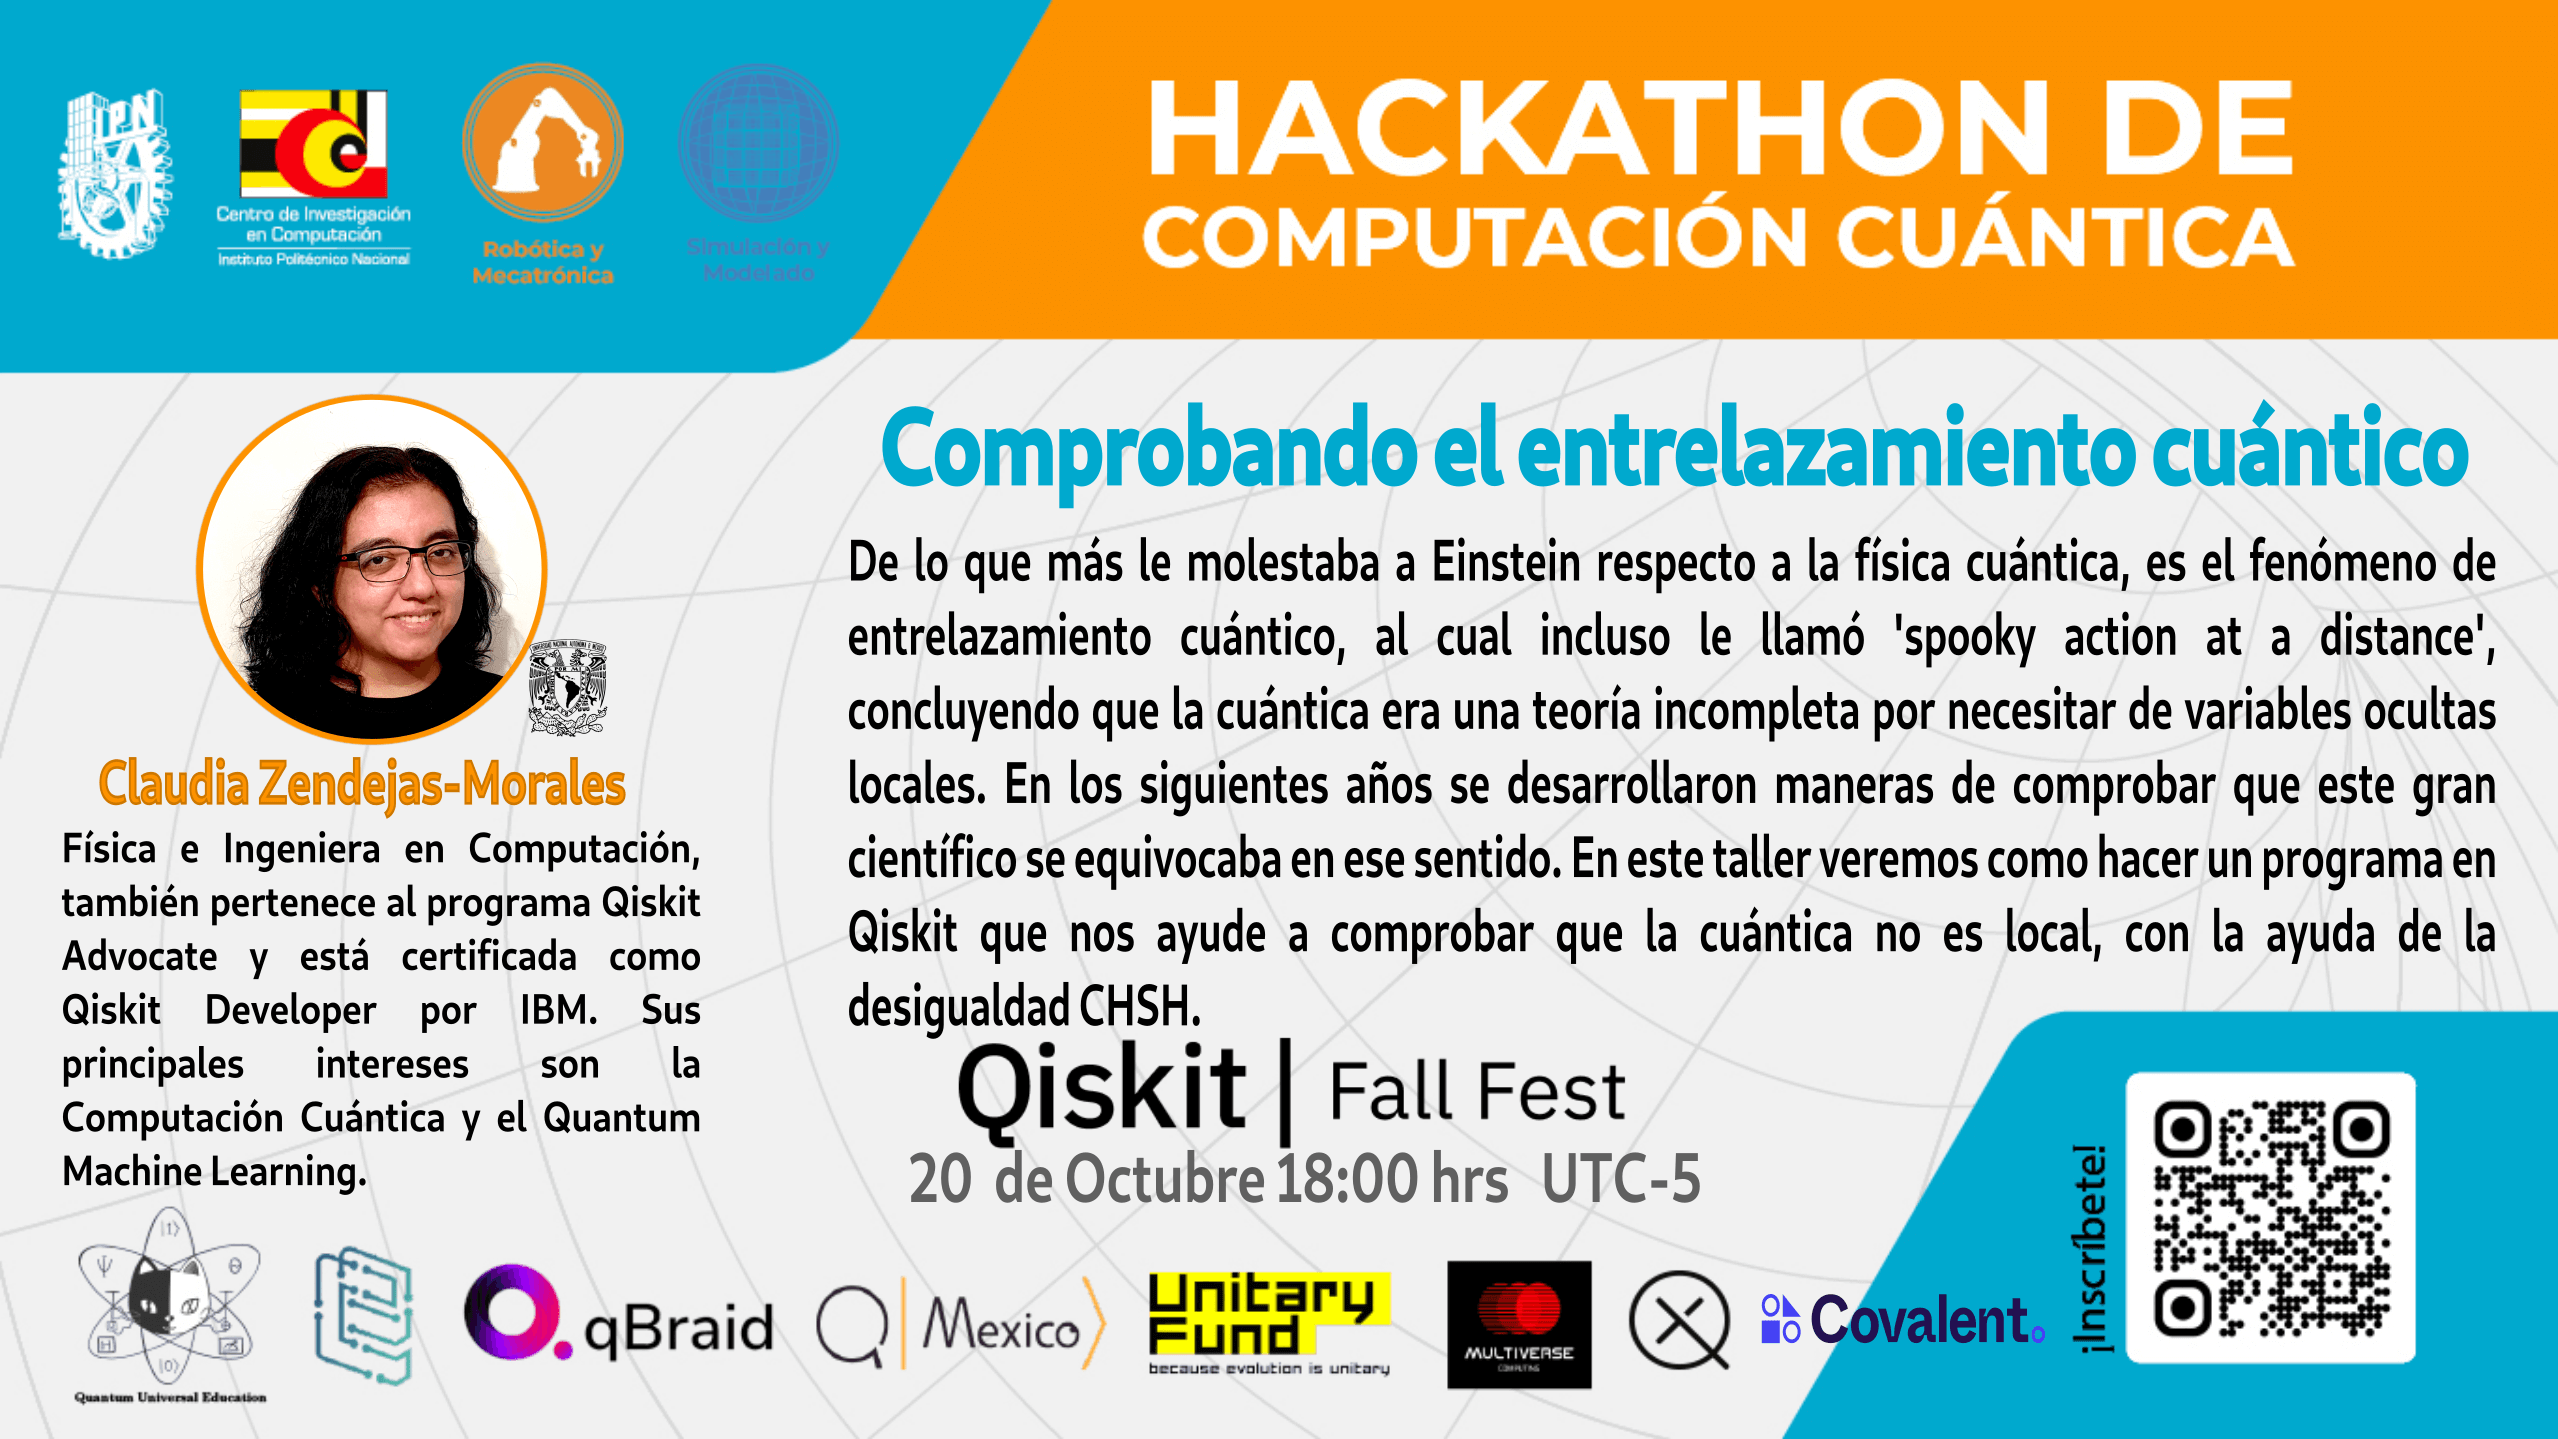 IPN
Centro de Investigación
en Computación
Instituto Politécnico Nacional
Robótica y
Mecatrónica
Simulación y
Modelado
HACKATHON DE
COMPUTACIÓN CUÁNTICA
Claudia Zendejas-Morales
Física e Ingeniera en Computación,
también pertenece al programa Qiskit
Advocate y está certificada como
Qiskit Developer por IBM. Sus
principales intereses son la
Computación Cuántica y el Quantum
Machine Learning.
Comprobando el entrelazamiento cuántico
De lo que más le molestaba a Einstein respecto a la física cuántica, es el fenómeno de
entrelazamiento cuántico, al cual incluso le llamó 'spooky action at a distance',
concluyendo que la cuántica era una teoría incompleta por necesitar de variables ocultas
locales. En los siguientes años se desarrollaron maneras de comprobar que este gran
científico se equivocaba en ese sentido. En este taller veremos como hacer un programa en
Qiskit que nos ayude a comprobar que la cuántica no es local, con la ayuda de la
desigualdad CHSH.
Qiskit | Fall Fest
20 de Octubre 18:00 hrs UTC-5
¡Inscríbete!
|1⟩
Ψ
Θ
H
|0⟩
Quantum Universal Education
qBraid
Q|Mexico⟩
Unitary
Fund
because evolution is unitary
MULTIVERSE
COMPUTING
Covalent